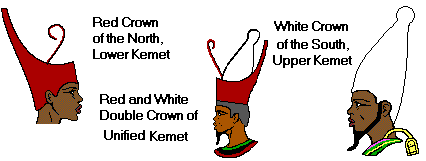 Red Crown
of the North,
Lower Kemet
White Crown
of the South,
Upper Kemet
Red and White
Double Crown of
Unified Kemet